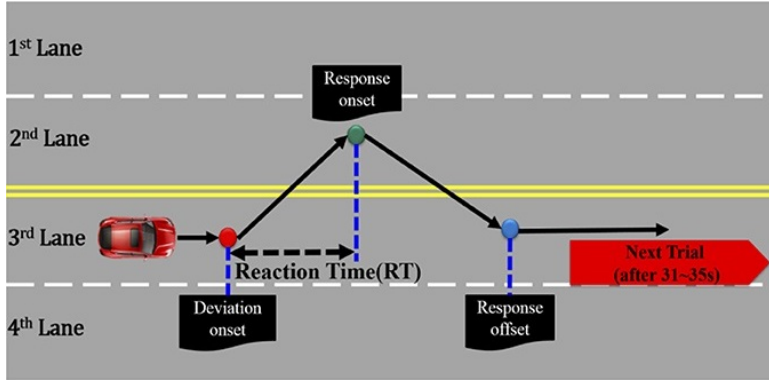 1st Lane
Response
onset
2nd Lane
3rd Lane
Reaction Time(RT)
Next Trial
(after 31~35s)
Deviation
onset
Response
offset
4th Lane